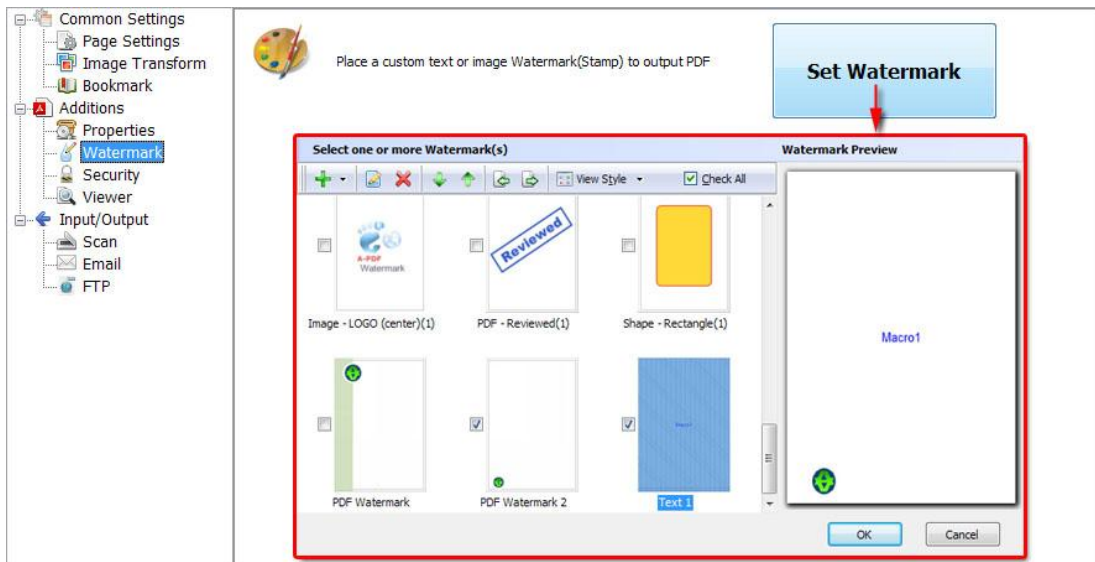 Common Settings
Page Settings
Image Transform
Bookmark
Additions
Properties
Watermark
Security
Viewer
Input/Output
Scan
Email
FTP
Place a custom text or image Watermark(Stamp) to output PDF
Set Watermark
Select one or more Watermark(s)
Watermark Preview
View Style
Check All
A-PDF
Watermark
Reviewed
Image - LOGO (center)(1)
PDF - Reviewed(1)
Shape - Rectangle(1)
Macro1
Macro1
PDF Watermark
PDF Watermark 2
Text 1
OK
Cancel